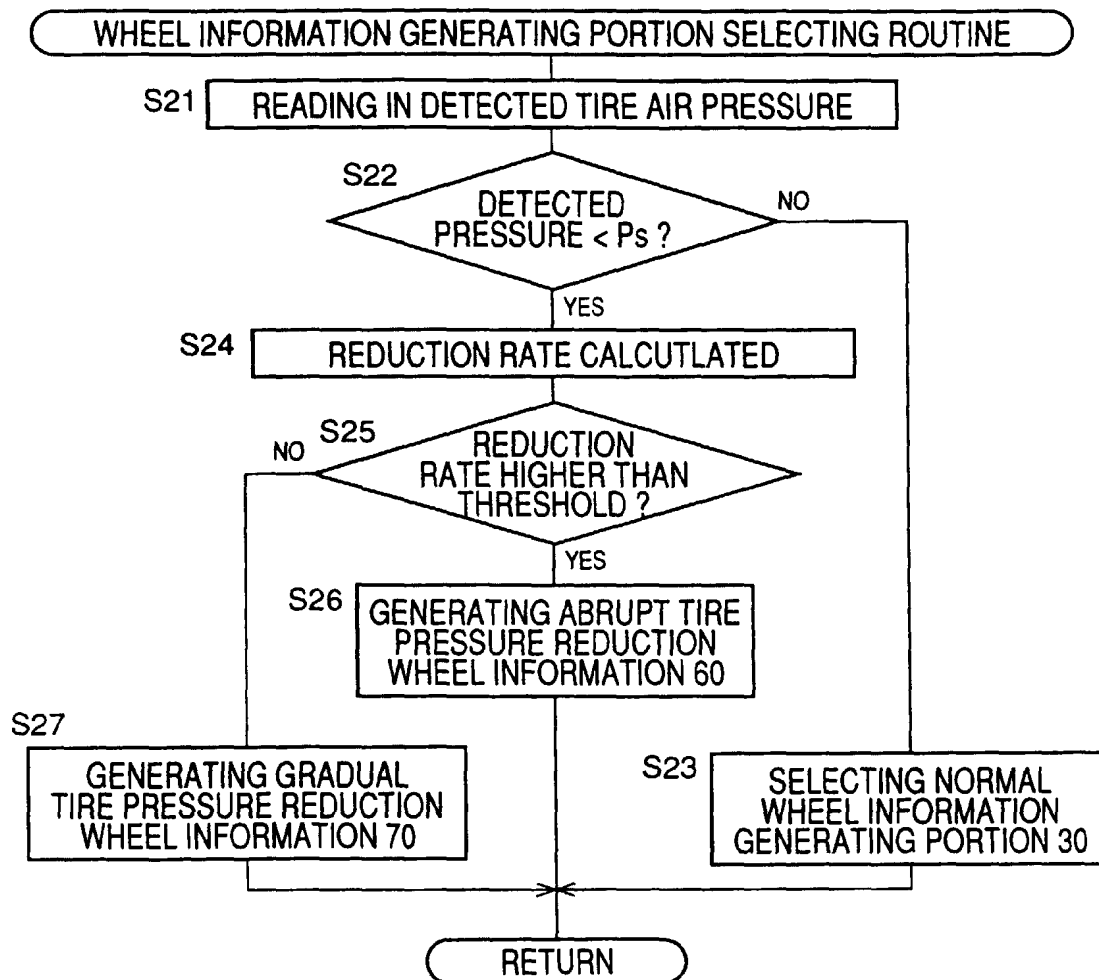 WHEEL INFORMATION GENERATING PORTION SELECTING ROUTINE
S21
READING IN DETECTED TIRE AIR PRESSURE
S22
DETECTED
PRESSURE < Ps ?
NO
YES
S24
REDUCTION RATE CALCUTLATED
S25
REDUCTION
RATE HIGHER THAN
THRESHOLD ?
NO
YES
S26
GENERATING ABRUPT TIRE
PRESSURE REDUCTION
WHEEL INFORMATION 60
S27
GENERATING GRADUAL
TIRE PRESSURE REDUCTION
WHEEL INFORMATION 70
S23
SELECTING NORMAL
WHEEL INFORMATION
GENERATING PORTION 30
RETURN